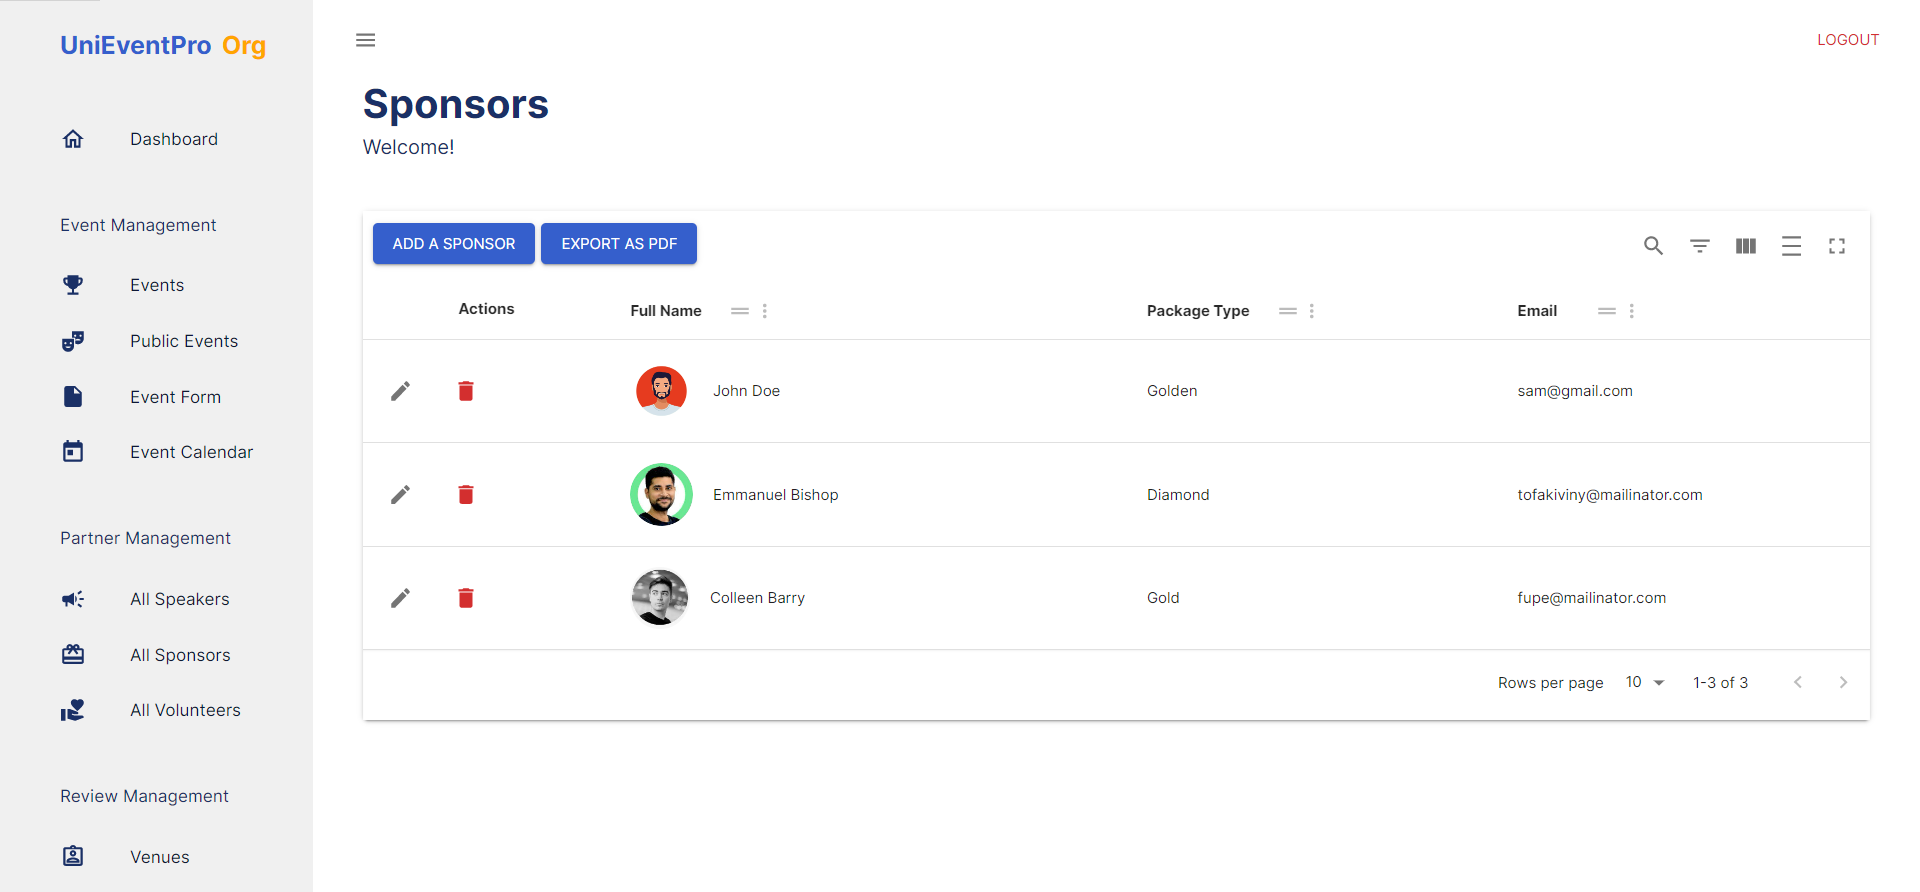 UniEventPro Org
Dashboard
Event Management
Events
Public Events
Event Form
Event Calendar
Partner Management
All Speakers
All Sponsors
All Volunteers
Review Management
Venues
LOGOUT
Sponsors
Welcome!
ADD A SPONSOR EXPORT AS PDF
Actions Full Name Package Type Email
John Doe Golden sam@gmail.com
Emmanuel Bishop Diamond tofakiviny@mailinator.com
Colleen Barry Gold fupe@mailinator.com
Rows per page 10 1-3 of 3